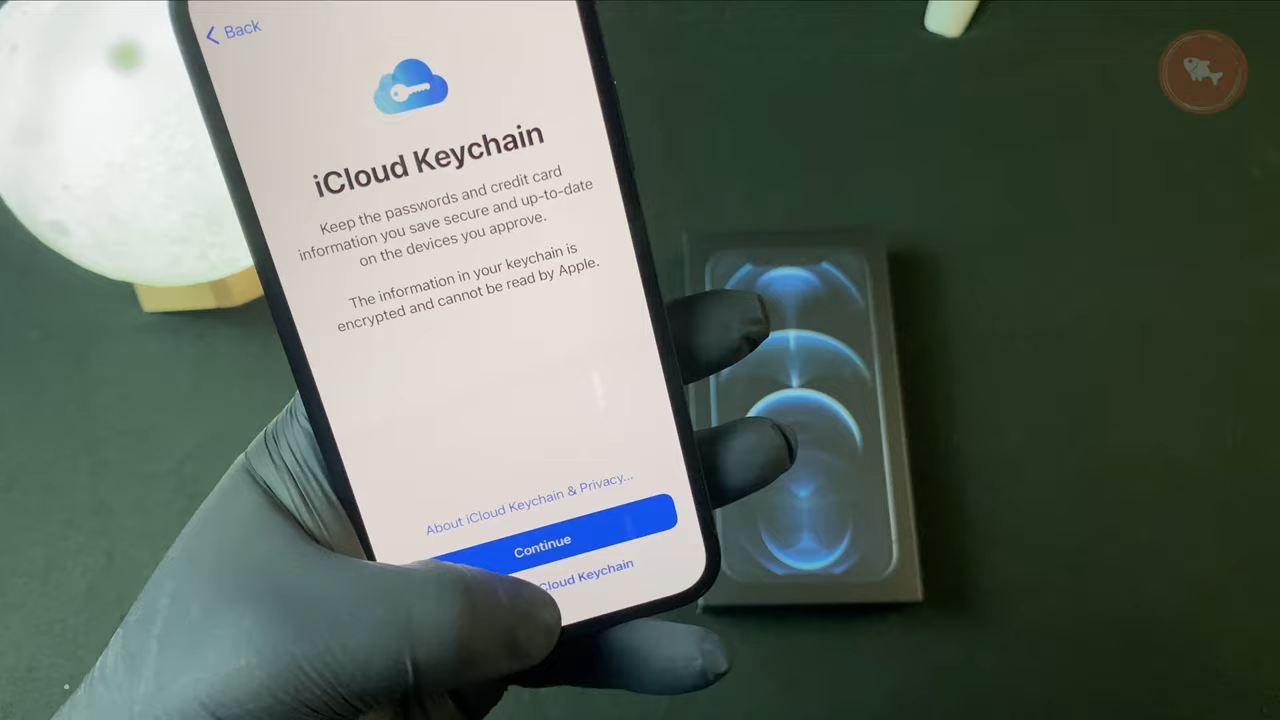 Back
iCloud Keychain
Keep the passwords and credit card
information you save secure and up-to-date
on the devices you approve.
The information in your keychain is
encrypted and cannot be read by Apple.
About iCloud Keychain & Privacy...
Continue
Cloud Keychain